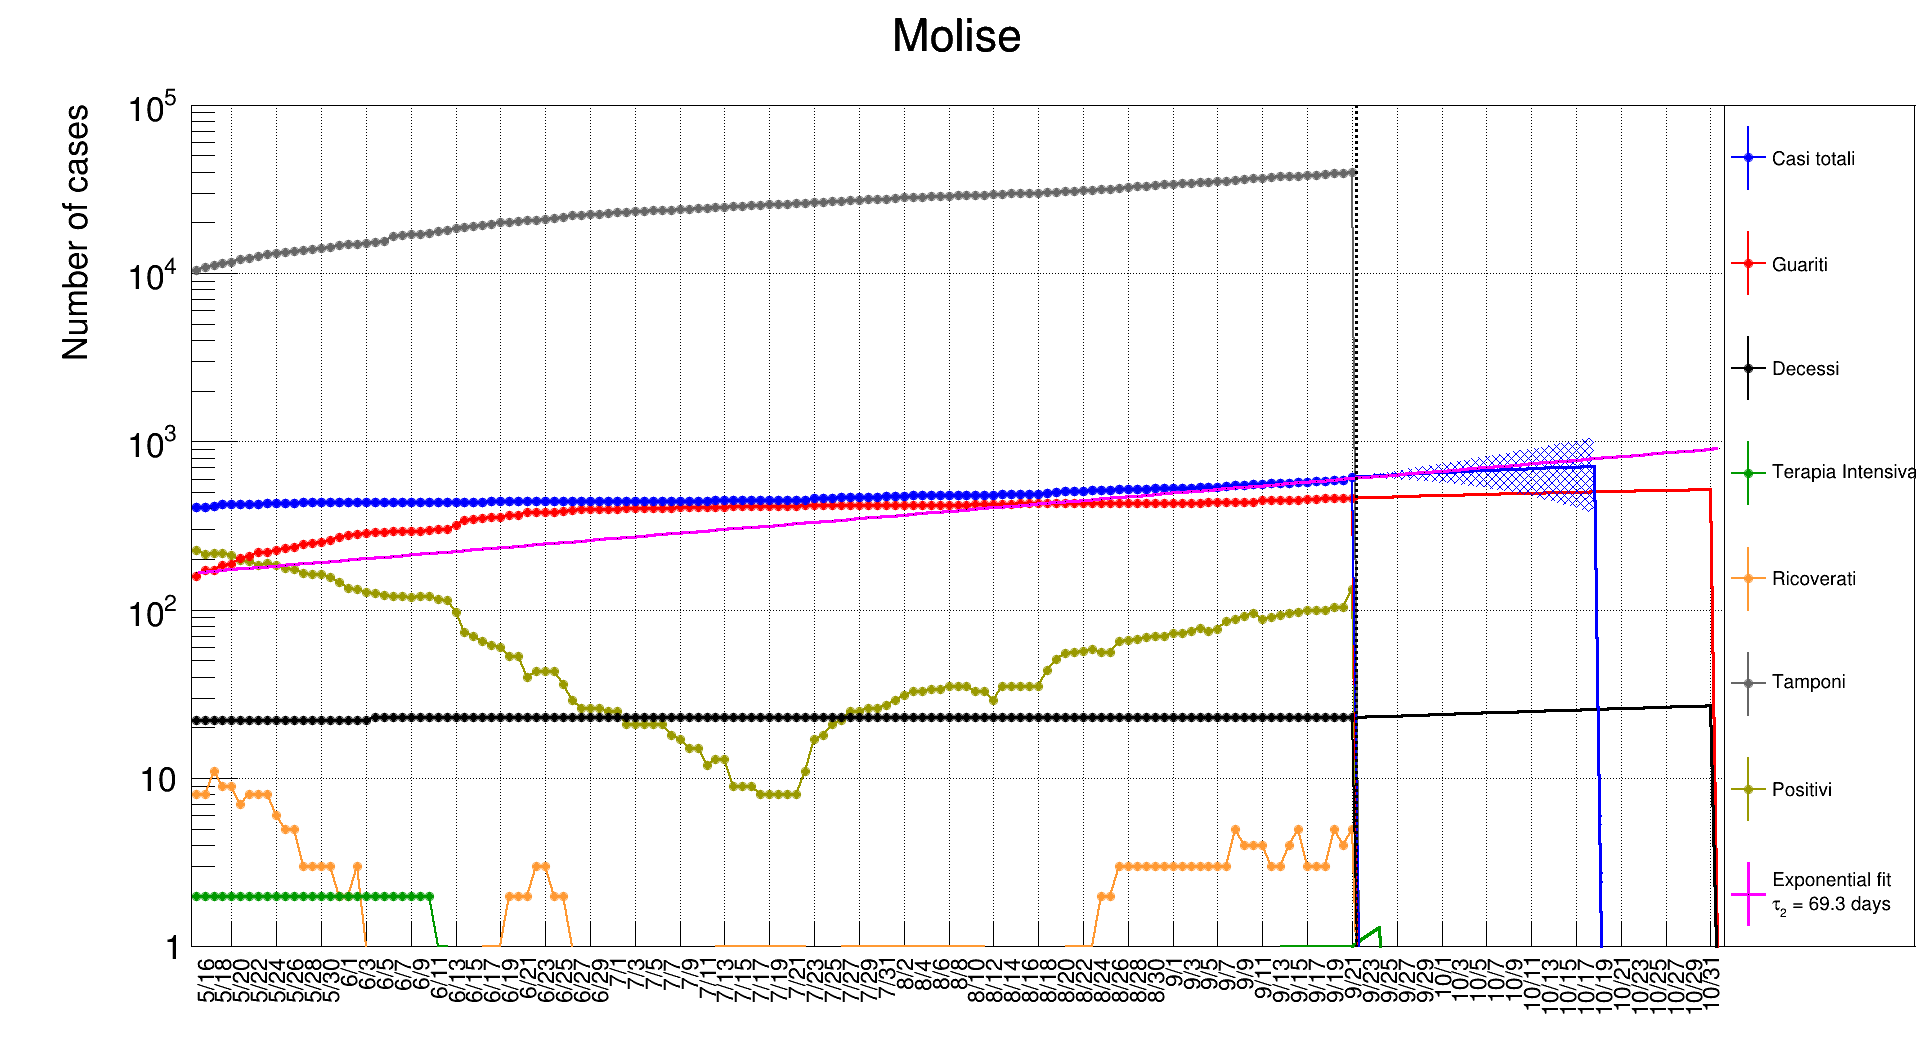 Molise
Number of cases
10^5
10^4
10^3
10^2
10
1
5/16 5/18 5/20 5/22 5/24 5/26 5/28 5/30 6/1 6/3 6/5 6/7 6/9 6/11 6/13 6/15 6/17 6/19 6/21 6/23 6/25 6/27 6/29 7/1 7/3 7/5 7/7 7/9 7/11 7/13 7/15 7/17 7/19 7/21 7/23 7/25 7/27 7/29 7/31 8/2 8/4 8/6 8/8 8/10 8/12 8/14 8/16 8/18 8/20 8/22 8/24 8/26 8/28 8/30 9/1 9/3 9/5 9/7 9/9 9/11 9/13 9/15 9/17 9/19 9/21 9/23 9/25 9/27 9/29 10/1 10/3 10/5 10/7 10/9 10/11 10/13 10/15 10/17 10/19 10/21 10/23 10/25 10/27 10/29 10/31
Casi totali
Guariti
Decessi
Terapia Intensiva
Ricoverati
Tamponi
Positivi
Exponential fit
τ₂ = 69.3 days